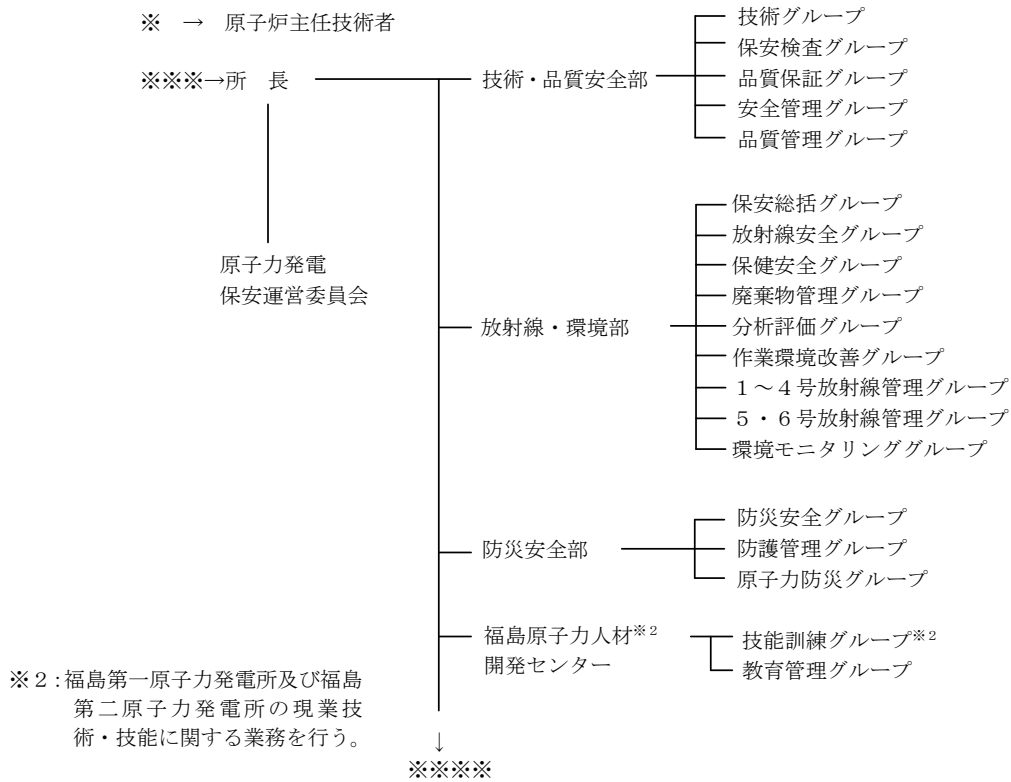 ※ → 原子炉主任技術者
※※※→所 長
原子力発電
保安運営委員会
技術・品質安全部
技術グループ
保安検査グループ
品質保証グループ
安全管理グループ
品質管理グループ
放射線・環境部
保安総括グループ
放射線安全グループ
保健安全グループ
廃棄物管理グループ
分析評価グループ
作業環境改善グループ
１～４号放射線管理グループ
５・６号放射線管理グループ
環境モニタリンググループ
防災安全部
防災安全グループ
防護管理グループ
原子力防災グループ
福島原子力人材※２
開発センター
技能訓練グループ※２
教育管理グループ
※２:福島第一原子力発電所及び福島
第二原子力発電所の現業技
術・技能に関する業務を行う。
↓
※※※※